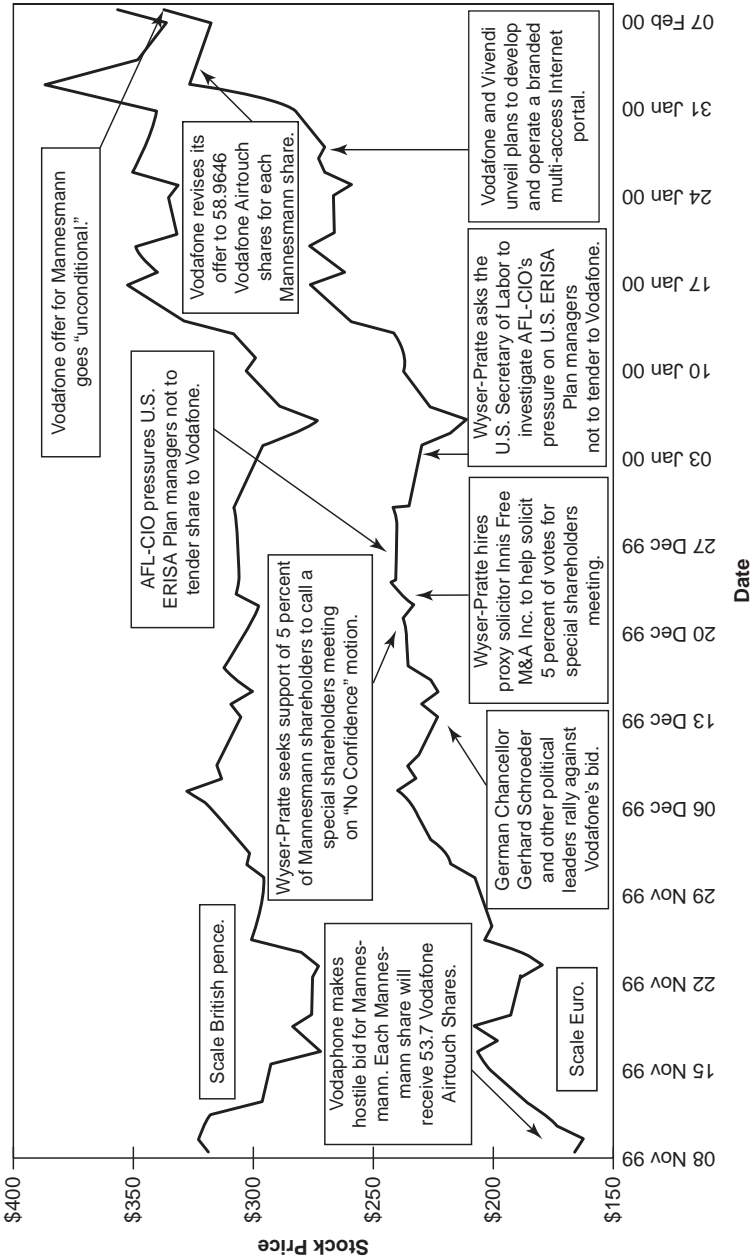 $400
$350
$300
$250
$200
$150
Stock Price
Scale British pence.
Vodaphone makes
hostile bid for Mannes-
mann. Each Mannes-
mann share will
receive 53.7 Vodafone
Airtouch Shares.
Scale Euro.
Wyser-Pratte seeks support of 5 percent
of Mannesmann shareholders to call a
special shareholders meeting
on “No Confidence” motion.
German Chancellor
Gerhard Schroeder
and other political
leaders rally against
Vodafone’s bid.
AFL-CIO pressures U.S.
ERISA Plan managers not to
tender share to Vodafone.
Wyser-Pratte hires
proxy solicitor Innis Free
M&A Inc. to help solicit
5 percent of votes for
special shareholders
meeting.
Vodafone offer for Mannesmann
goes “unconditional.”
Vodafone revises its
offer to 58.9646
Vodafone Airtouch
shares for each
Mannesmann share.
Wyser-Pratte asks the
U.S. Secretary of Labor to
investigate AFL-CIO’s
pressure on U.S. ERISA
Plan managers
not to tender to Vodafone.
Vodafone and Vivendi
unveil plans to develop
and operate a branded
multi-access Internet
portal.
08 Nov 99
15 Nov 99
22 Nov 99
29 Nov 99
06 Dec 99
13 Dec 99
20 Dec 99
27 Dec 99
03 Jan 00
10 Jan 00
17 Jan 00
24 Jan 00
31 Jan 00
07 Feb 00
Date